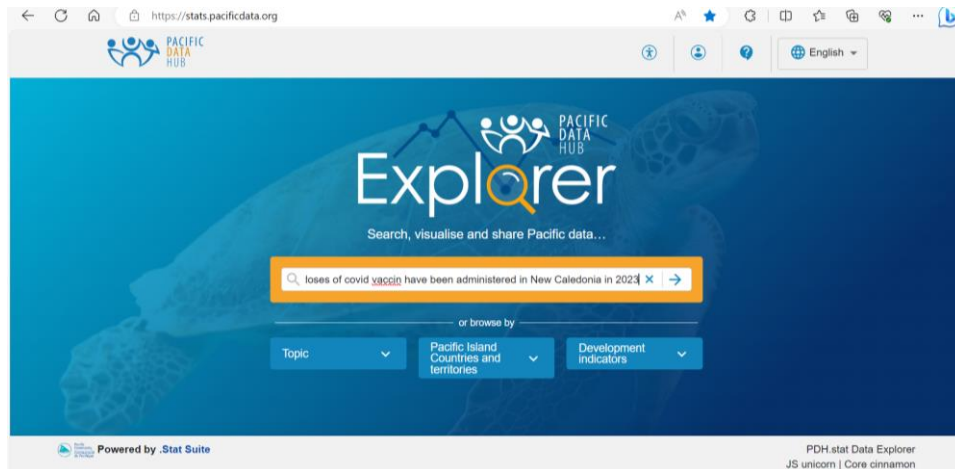 https://stats.pacificdata.org
PACIFIC
DATA
HUB
English
PACIFIC
DATA
HUB
Explorer
Search, visualise and share Pacific data...
loses of covid vaccin have been administered in New Caledonia in 2023
or browse by
Topic
Pacific Island
Countries and
territories
Development
indicators
Powered by .Stat Suite
PDH.stat Data Explorer
JS unicorn | Core cinnamon